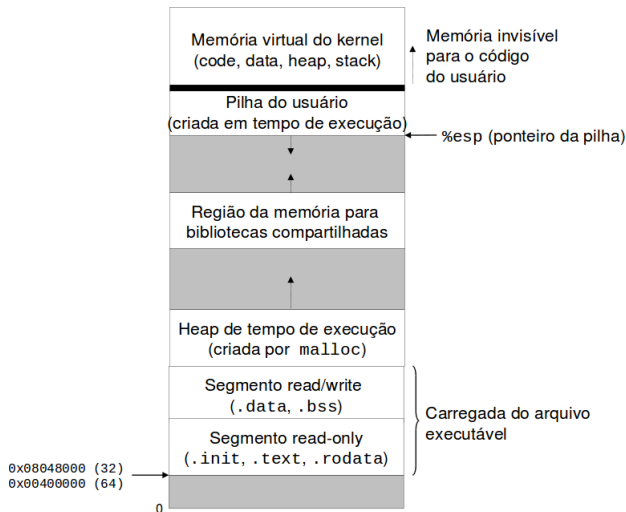 Memória virtual do kernel
(code, data, heap, stack)
Memória invisível
para o código
do usuário
Pilha do usuário
(criada em tempo de execução)
%esp (ponteiro da pilha)
Região da memória para
bibliotecas compartilhadas
Heap de tempo de execução
(criada por malloc)
Segmento read/write
(.data, .bss)
Carregada do arquivo
executável
Segmento read-only
(.init, .text, .rodata)
0x08048000 (32)
0x00400000 (64)
0